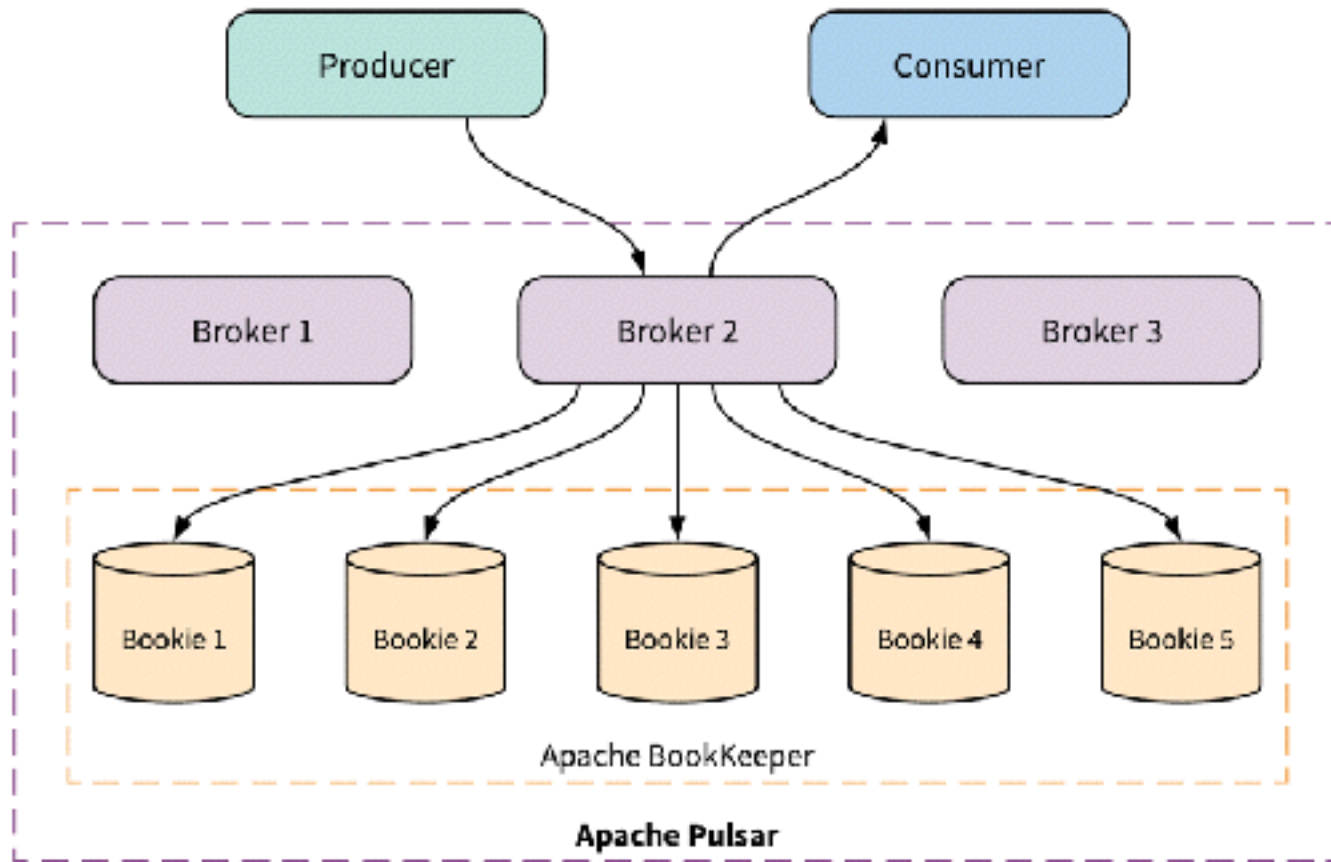 Producer
Consumer
Broker 1
Broker 2
Broker 3
Bookie 1
Bookie 2
Bookie 3
Bookie 4
Bookie 5
Apache BookKeeper
Apache Pulsar